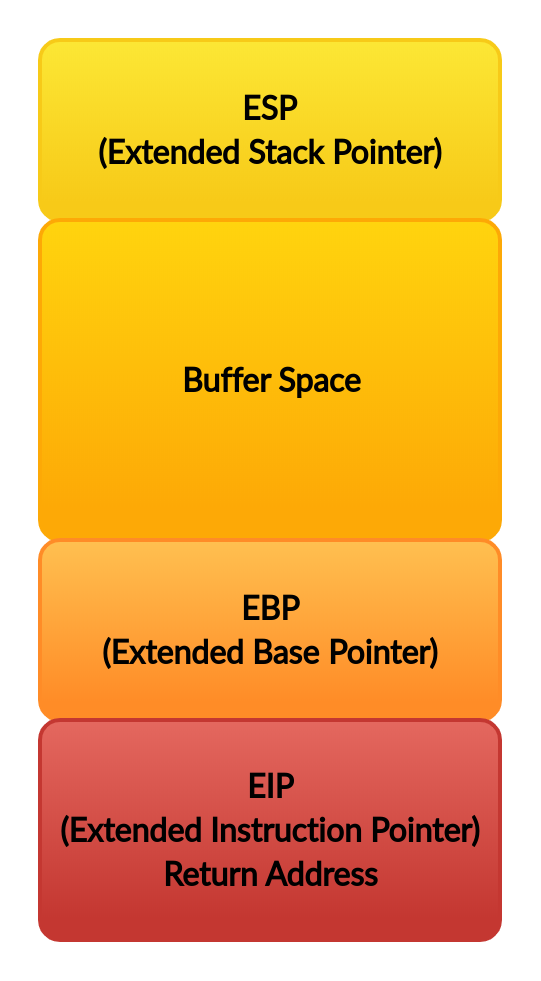 ESP
(Extended Stack Pointer)
Buffer Space
EBP
(Extended Base Pointer)
EIP
(Extended Instruction Pointer)
Return Address